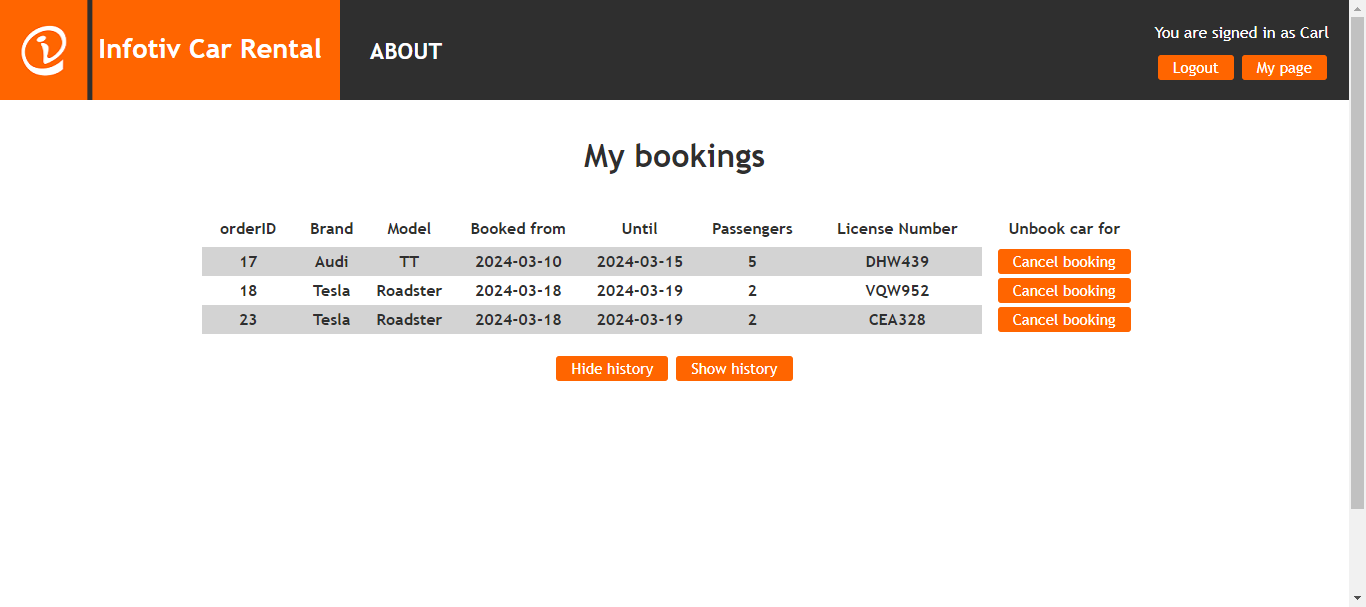 Infotiv Car Rental
ABOUT
You are signed in as Carl
Logout My page
My bookings
orderID Brand Model Booked from Until Passengers License Number Unbook car for
17 Audi TT 2024-03-10 2024-03-15 5 DHW439 Cancel booking
18 Tesla Roadster 2024-03-18 2024-03-19 2 VQW952 Cancel booking
23 Tesla Roadster 2024-03-18 2024-03-19 2 CEA328 Cancel booking
Hide history Show history